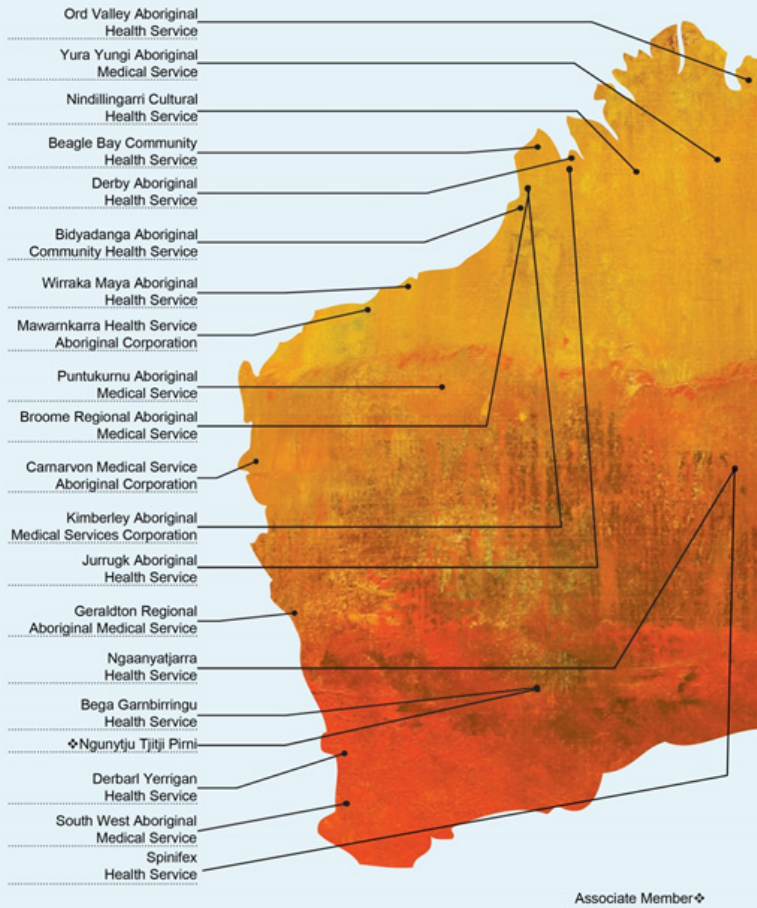 Ord Valley Aboriginal
Health Service
Yura Yungi Aboriginal
Medical Service
Nindillingarri Cultural
Health Service
Beagle Bay Community
Health Service
Derby Aboriginal
Health Service
Bidyadanga Aboriginal
Community Health Service
Wirraka Maya Aboriginal
Health Service
Mawarnkarra Health Service
Aboriginal Corporation
Puntukurnu Aboriginal
Medical Service
Broome Regional Aboriginal
Medical Service
Carnarvon Medical Service
Aboriginal Corporation
Kimberley Aboriginal
Medical Services Corporation
Jurrugk Aboriginal
Health Service
Geraldton Regional
Aboriginal Medical Service
Ngaanyatjarra
Health Service
Bega Garnbirringu
Health Service
❖Ngunytju Tjitji Pirni
Derbarl Yerrigan
Health Service
South West Aboriginal
Medical Service
Spinifex
Health Service
Associate Member❖